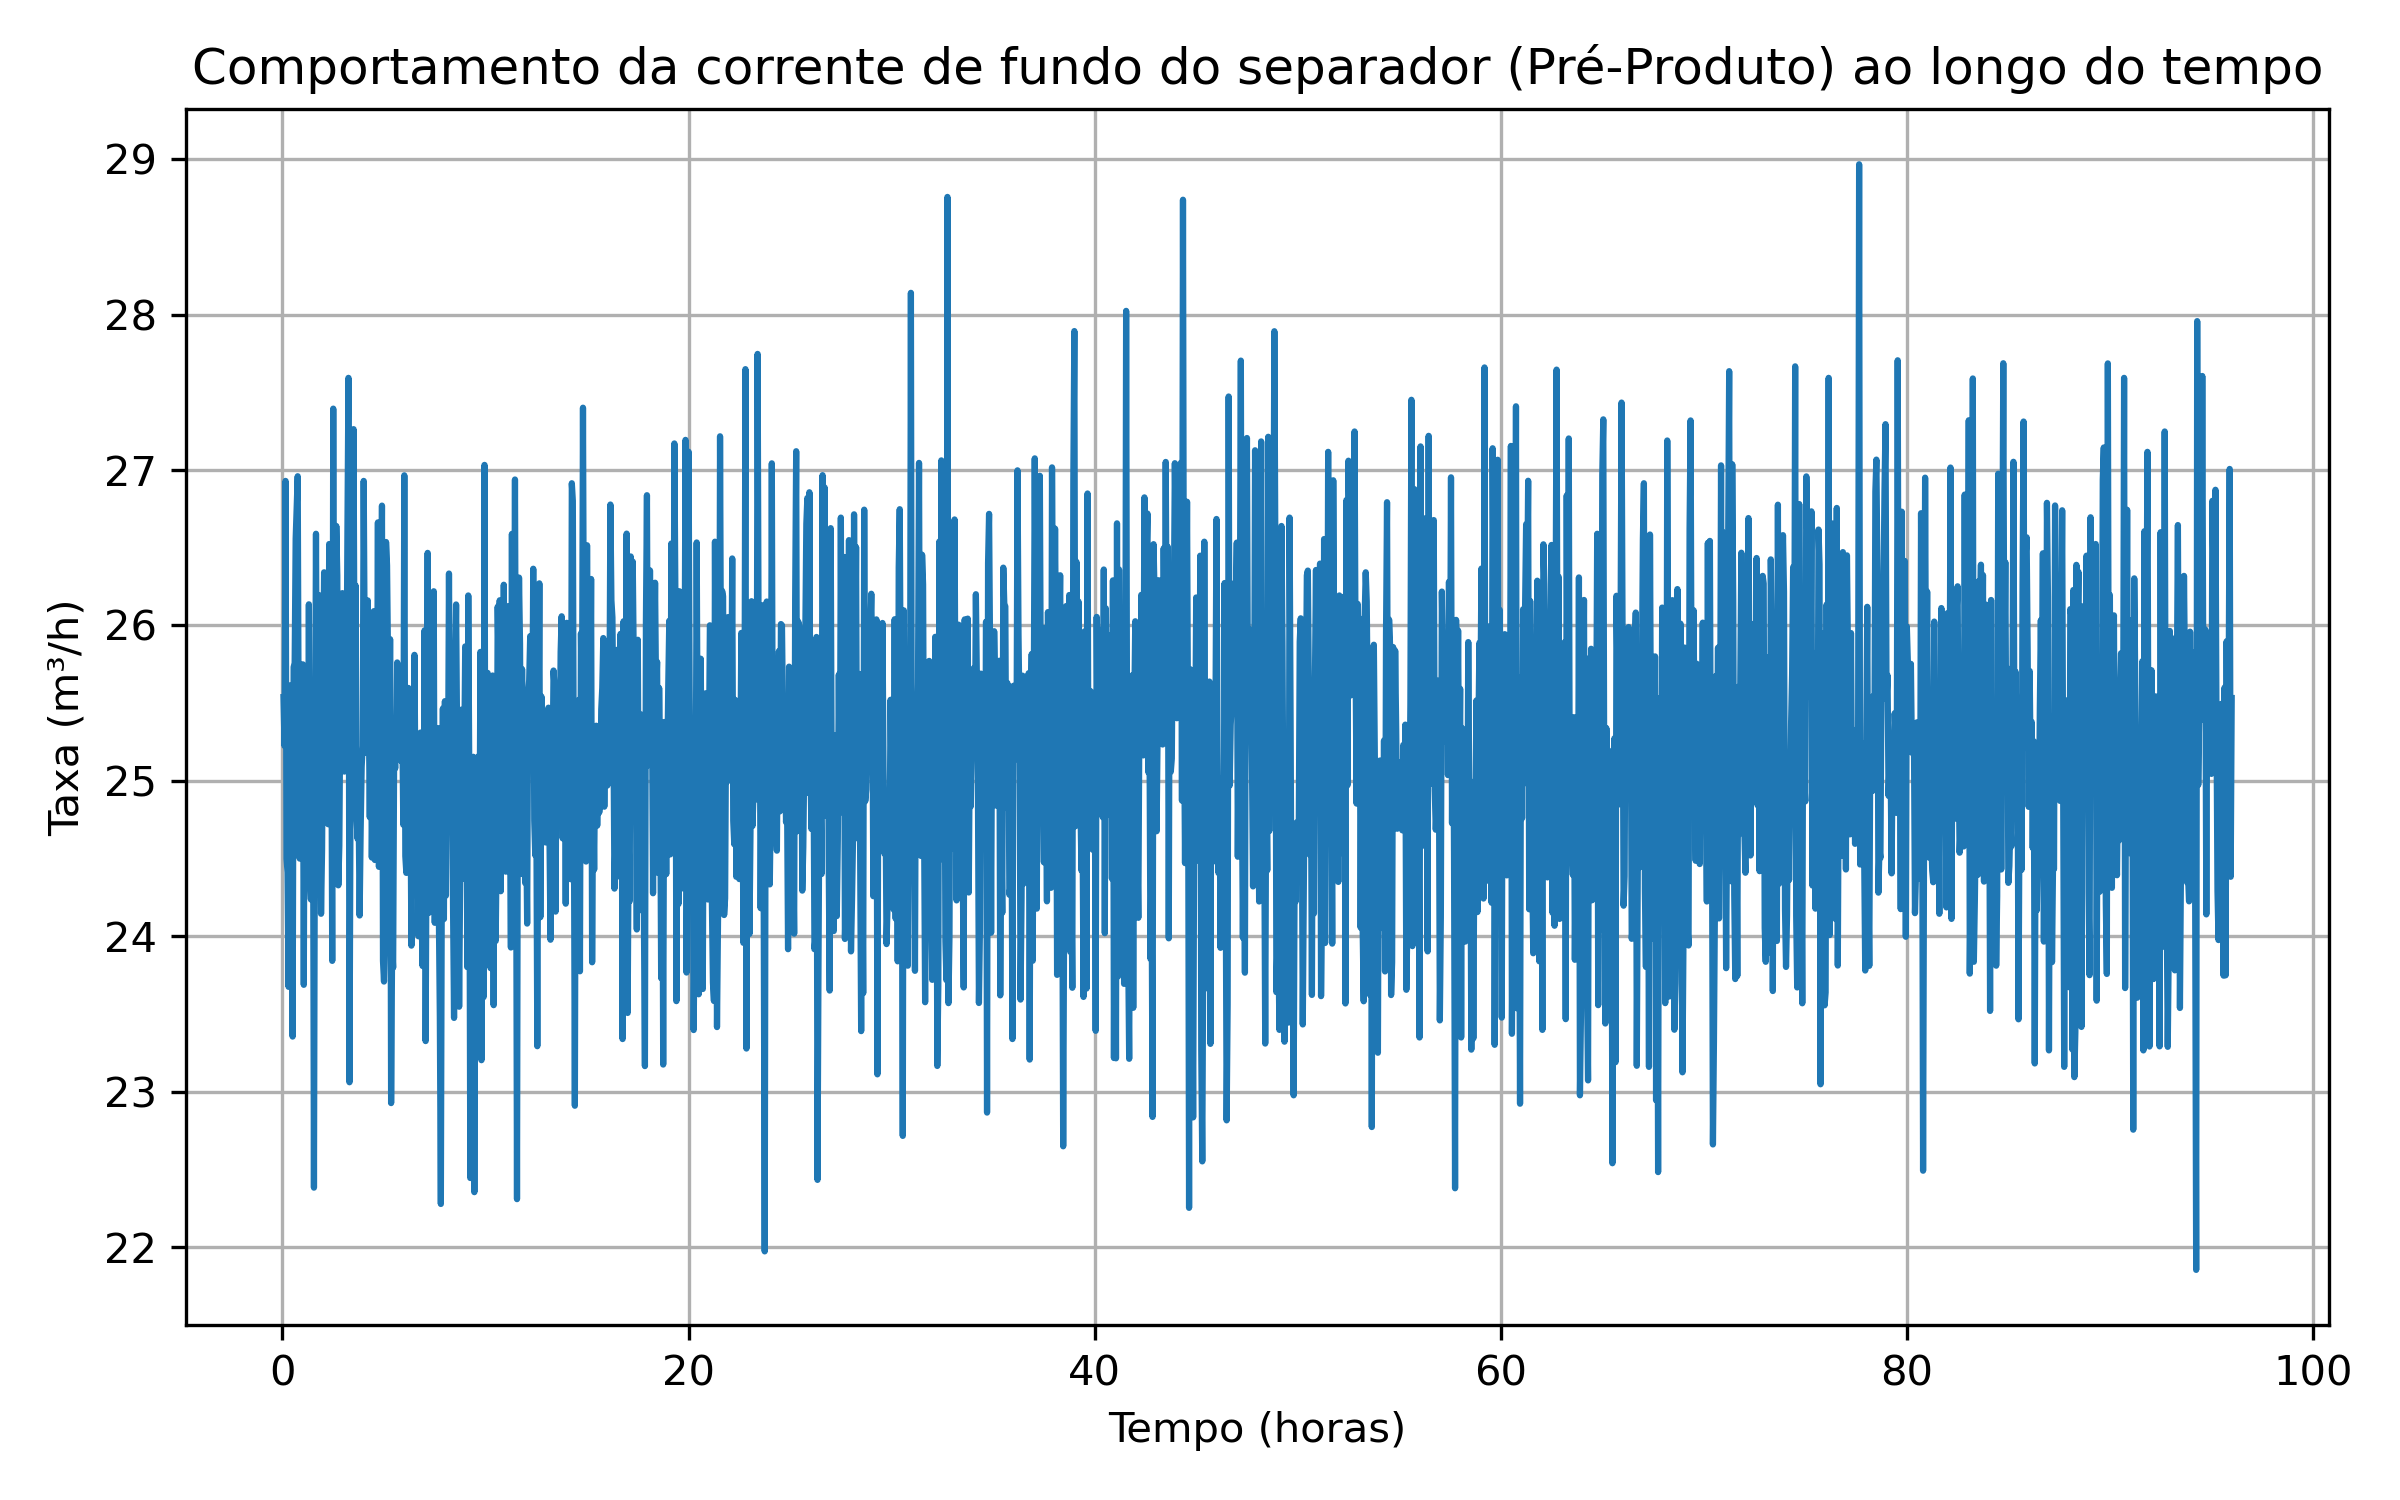 Comportamento da corrente de fundo do separador (Pré-Produto) ao longo do tempo
29
28
27
26
25
24
23
22
Taxa (m³/h)
0 20 40 60 80 100
Tempo (horas)